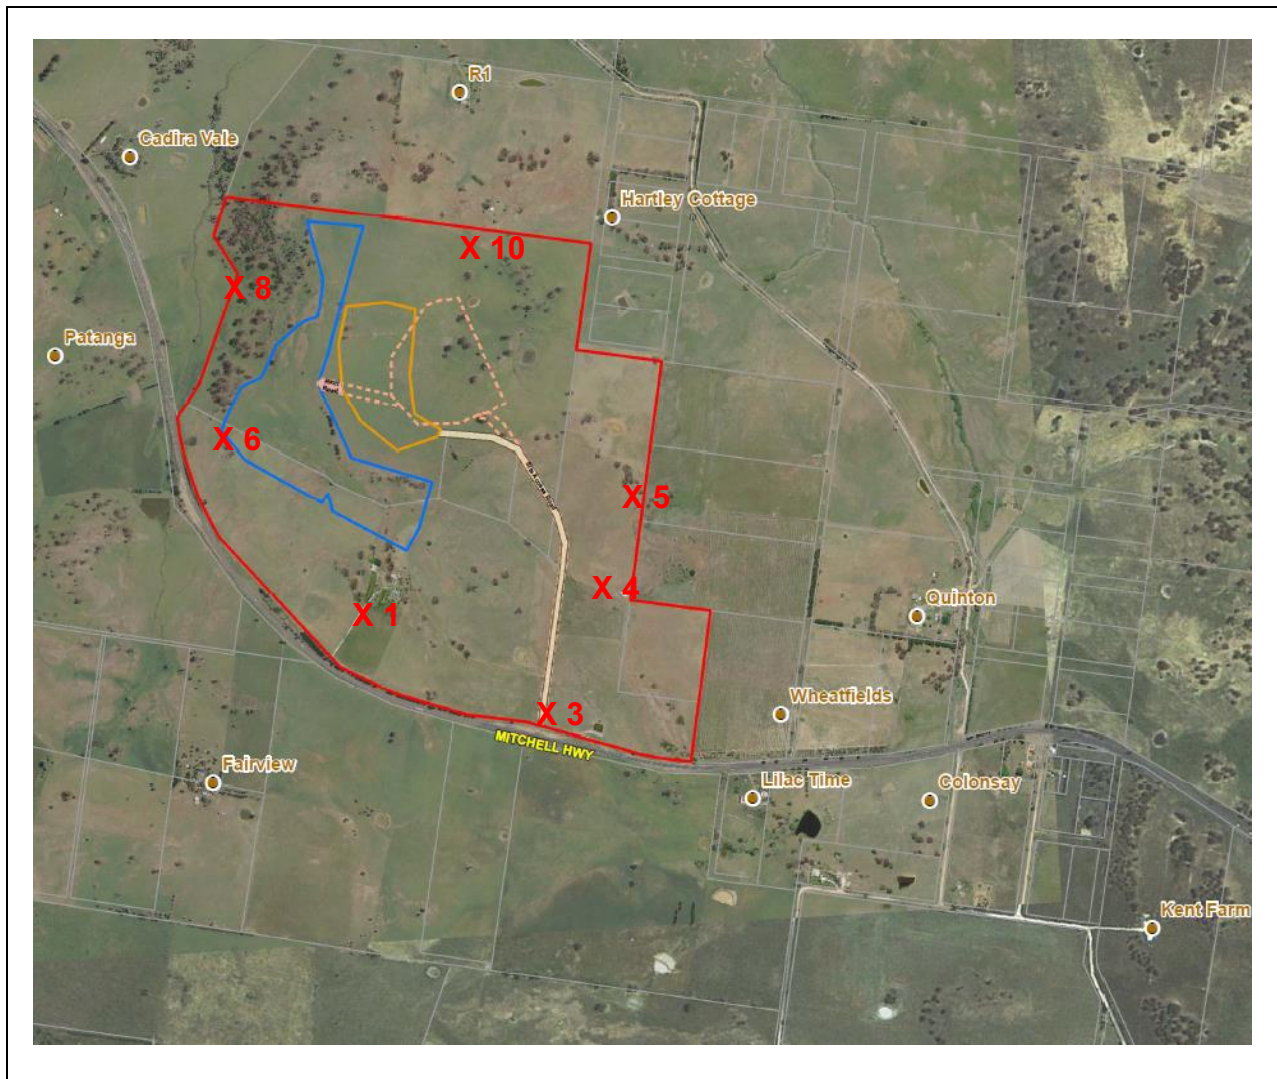 R1
Cadira Vale
Hartley Cottage
X 10
X 8
Patanga
X 6
X 5
X 4
Quinton
X 1
Wheatfields
X 3
MITCHELL HWY
Fairview
Lilac Time
Colonsay
Kent Farm